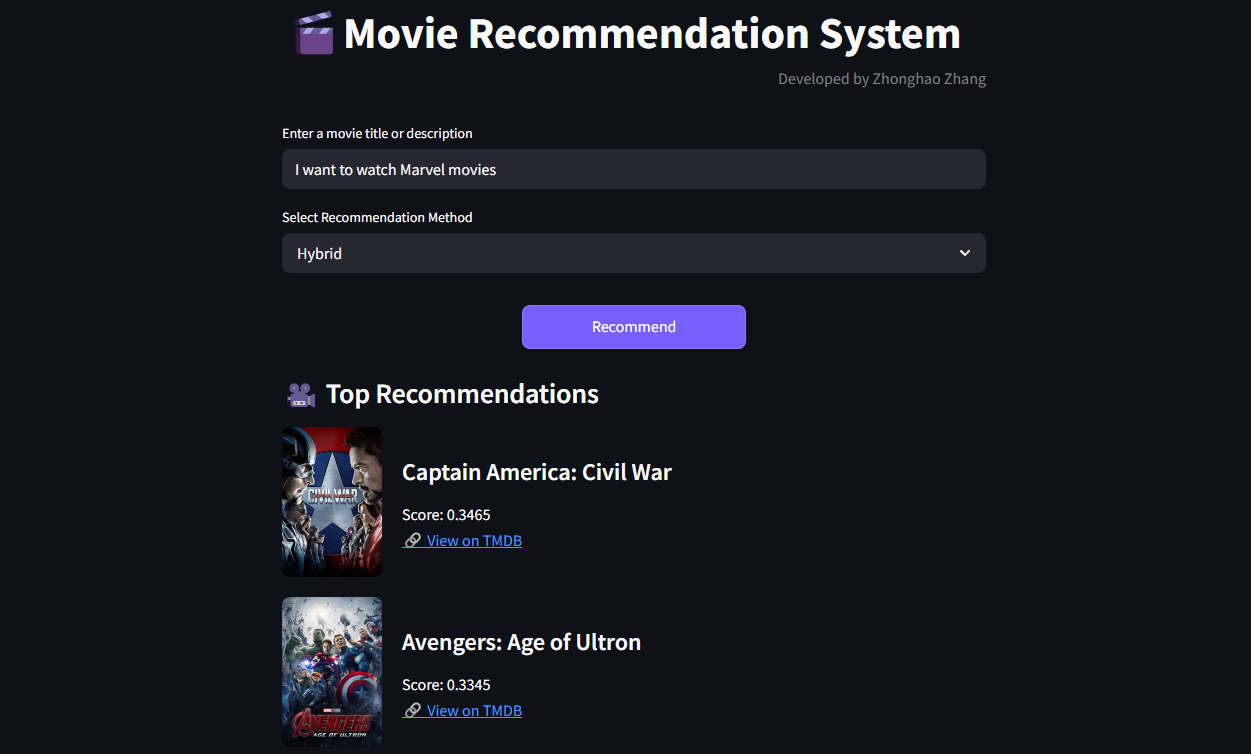 Movie Recommendation System
Developed by Zhonghao Zhang
Enter a movie title or description
I want to watch Marvel movies
Select Recommendation Method
Hybrid
Recommend
Top Recommendations
CIVIL WAR
Captain America: Civil War
Score: 0.3465
View on TMDB
AVENGERS
AGE OF ULTRON
Avengers: Age of Ultron
Score: 0.3345
View on TMDB